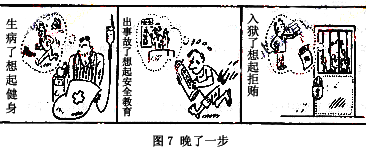 生病了想起健身
出事故了想起安全教育
入狱了想起拒贿
图7 晚了一步